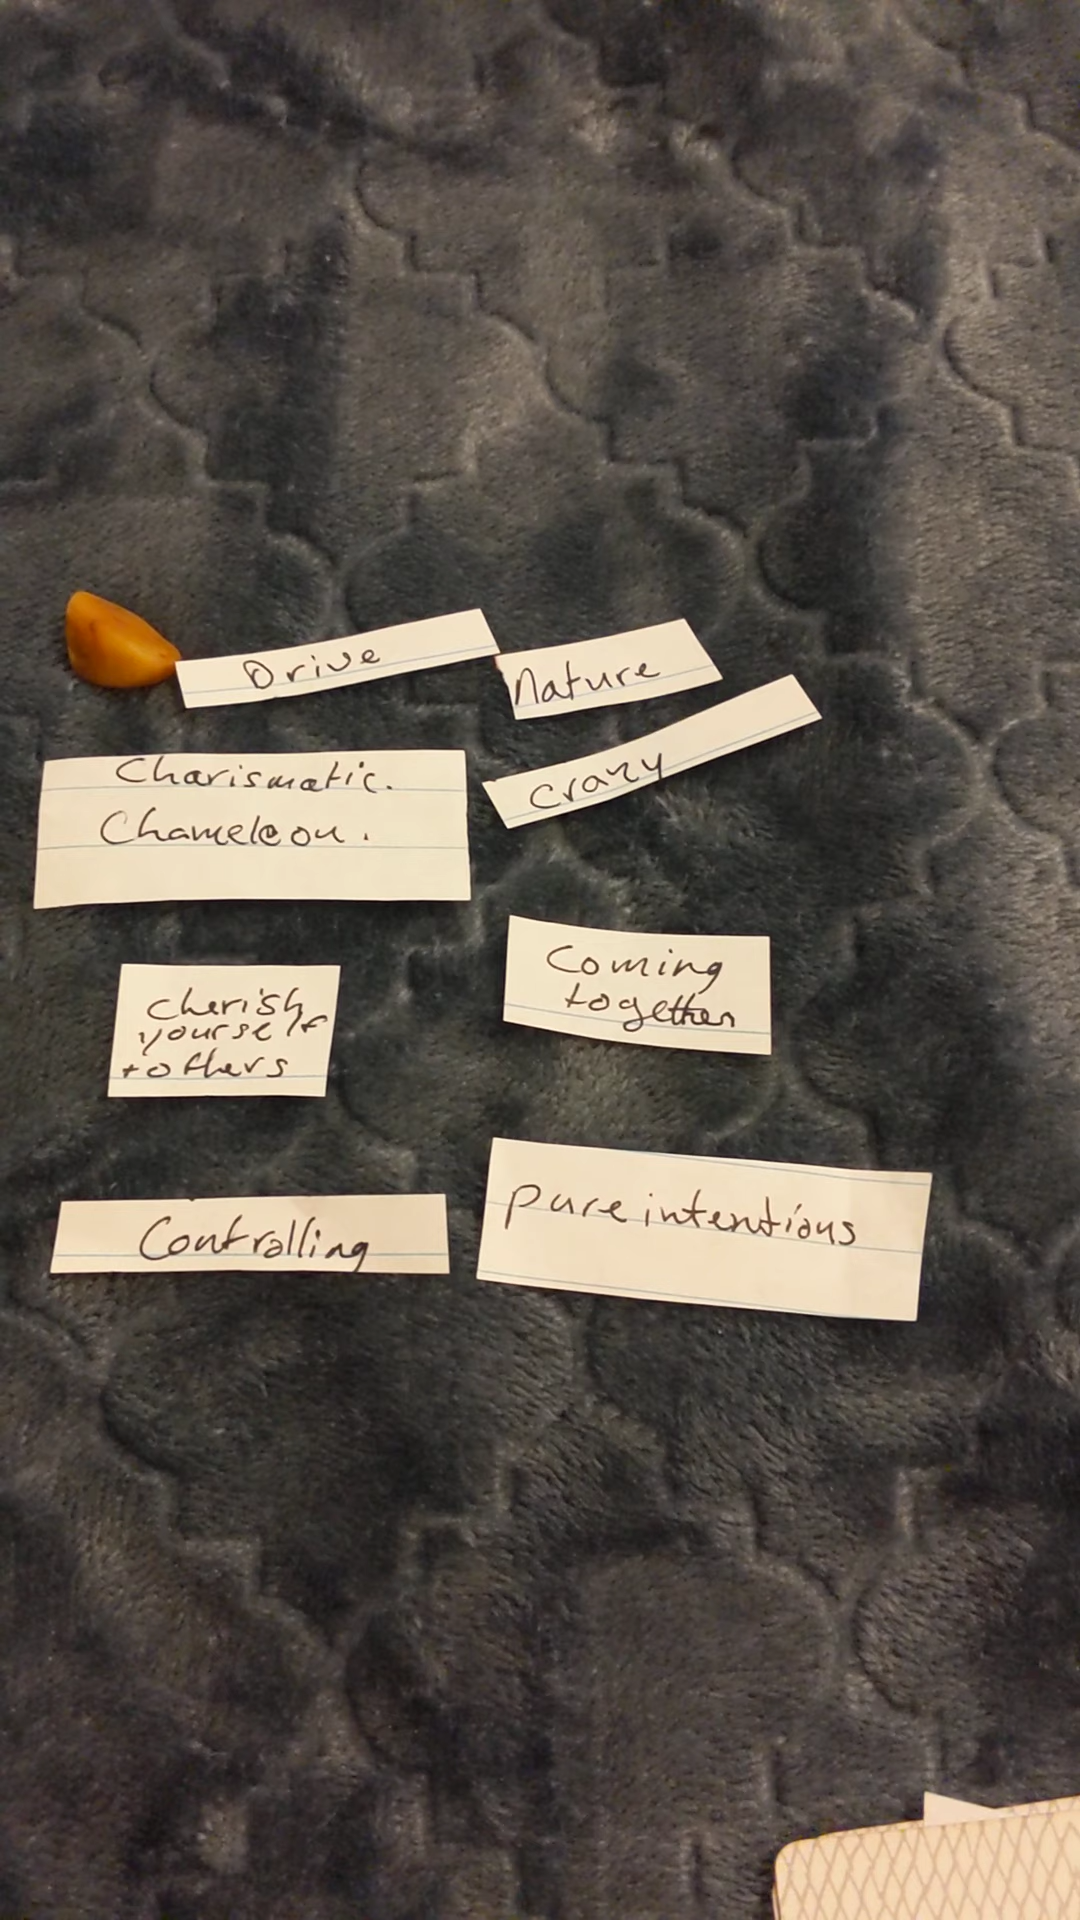 Drive
Nature
Charismatic.
Chameleon.
crazy
cherish
yourself
+ others
Coming
together
Controlling
pure intentions